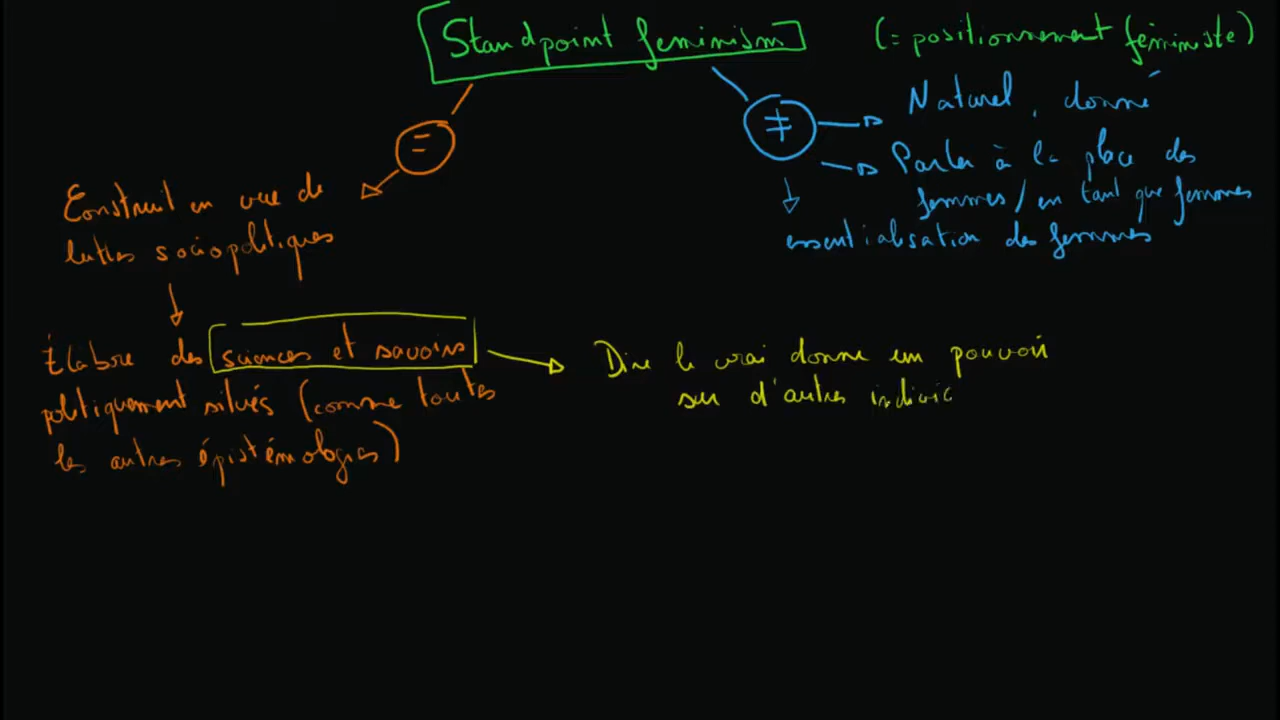 Standpoint feminism
(= positionnement féministe)
=
≠
Naturel, donné
Parler à la place des
femmes / en tant que femmes
essentialisation des femmes
Construit en vue de
luttes sociopolitiques
Élabore des sciences et savoirs
politiquement situés (comme toutes
les autres épistémologies)
Dire le vrai donne un pouvoir
sur d'autres individ